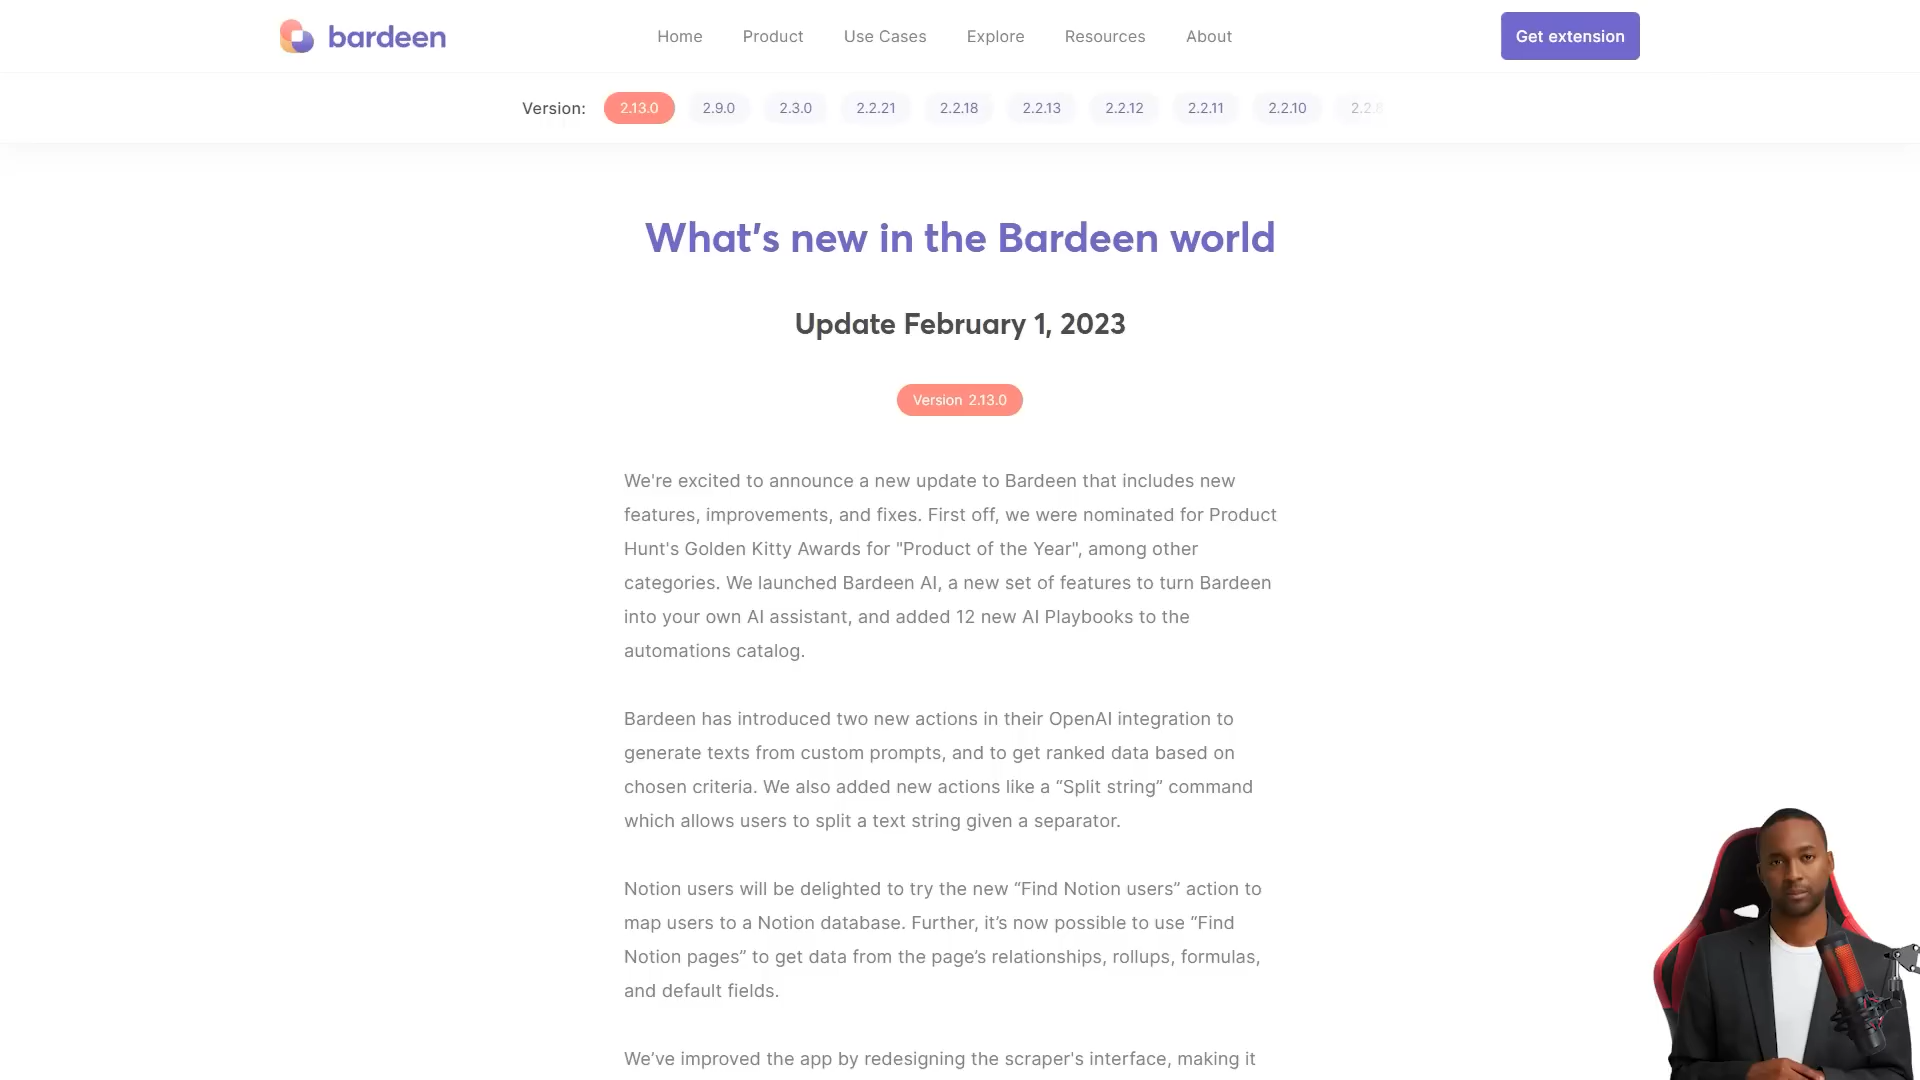 bardeen
Home Product Use Cases Explore Resources About
Get extension
Version: 2.13.0 2.9.0 2.3.0 2.2.21 2.2.18 2.2.13 2.2.12 2.2.11 2.2.10 2.2.8
What's new in the Bardeen world
Update February 1, 2023
Version 2.13.0
We're excited to announce a new update to Bardeen that includes new
features, improvements, and fixes. First off, we were nominated for Product
Hunt's Golden Kitty Awards for "Product of the Year", among other
categories. We launched Bardeen AI, a new set of features to turn Bardeen
into your own AI assistant, and added 12 new AI Playbooks to the
automations catalog.
Bardeen has introduced two new actions in their OpenAI integration to
generate texts from custom prompts, and to get ranked data based on
chosen criteria. We also added new actions like a “Split string” command
which allows users to split a text string given a separator.
Notion users will be delighted to try the new “Find Notion users” action to
map users to a Notion database. Further, it’s now possible to use “Find
Notion pages” to get data from the page’s relationships, rollups, formulas,
and default fields.
We’ve improved the app by redesigning the scraper's interface, making it